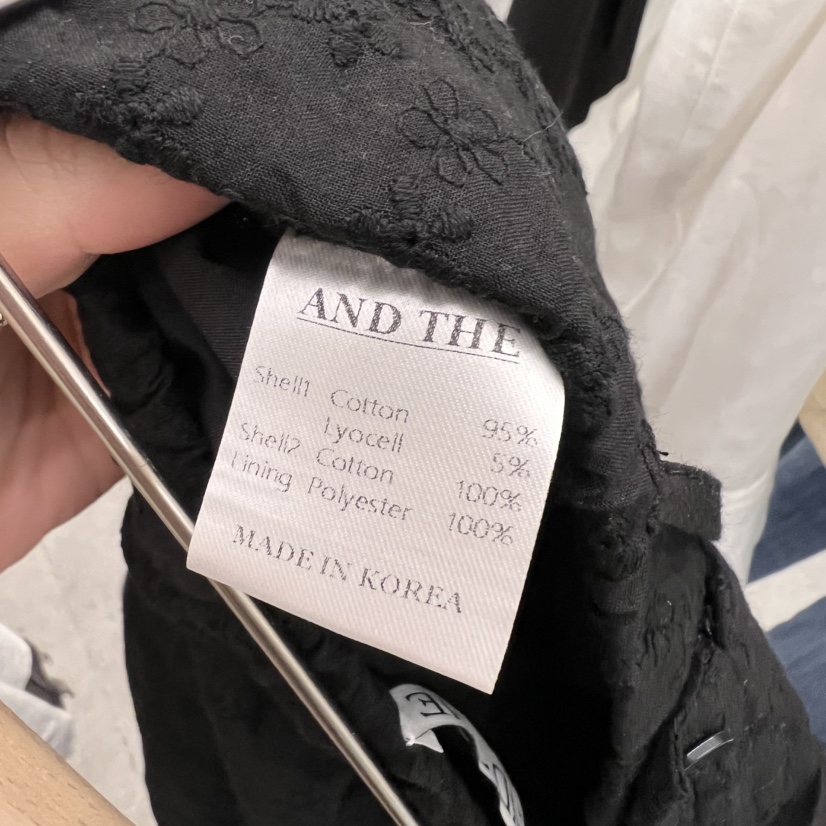 AND THE
Shell1 Cotton 95%
Lyocell 5%
Shell2 Cotton 100%
Lining Polyester 100%
MADE IN KOREA